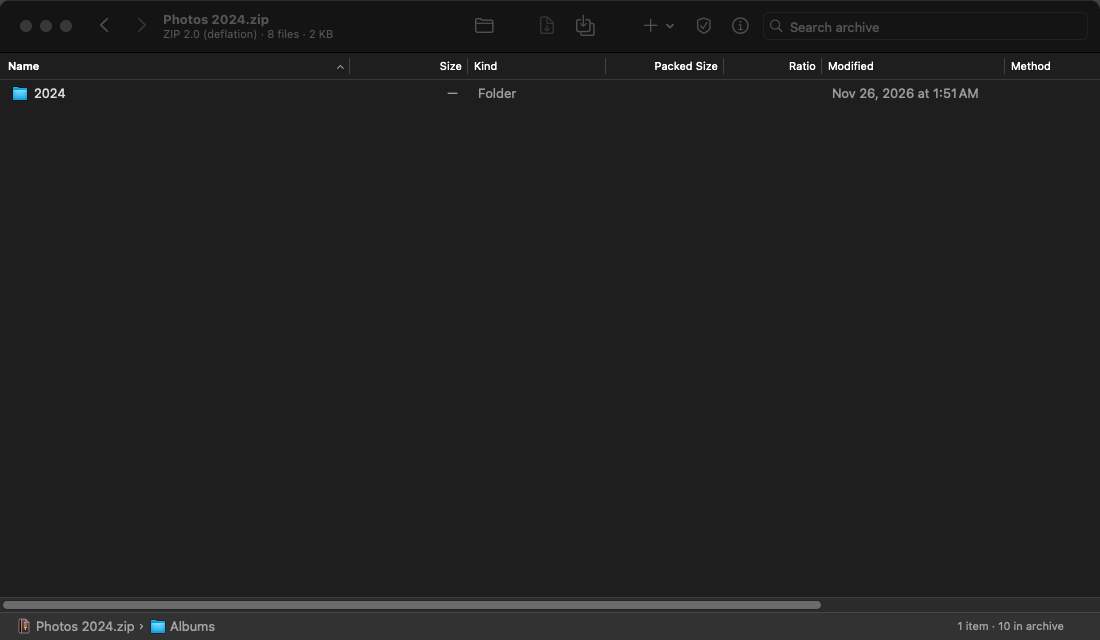 Photos 2024.zip
ZIP 2.0 (deflation) · 8 files · 2 KB
Search archive
Name Size Kind Packed Size Ratio Modified Method
2024 — Folder Nov 26, 2026 at 1:51 AM
Photos 2024.zip › Albums
1 item · 10 in archive